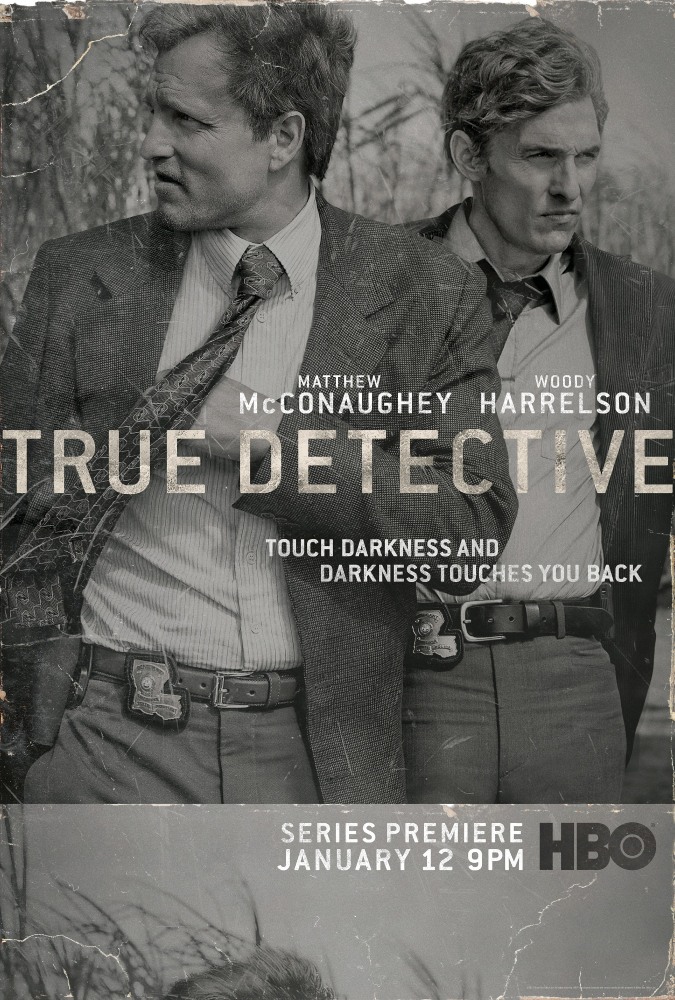 MATTHEW WOODY
McCONAUGHEY HARRELSON
TRUE DETECTIVE
TOUCH DARKNESS AND
DARKNESS TOUCHES YOU BACK
SERIES PREMIERE
JANUARY 12 9PM
HBO